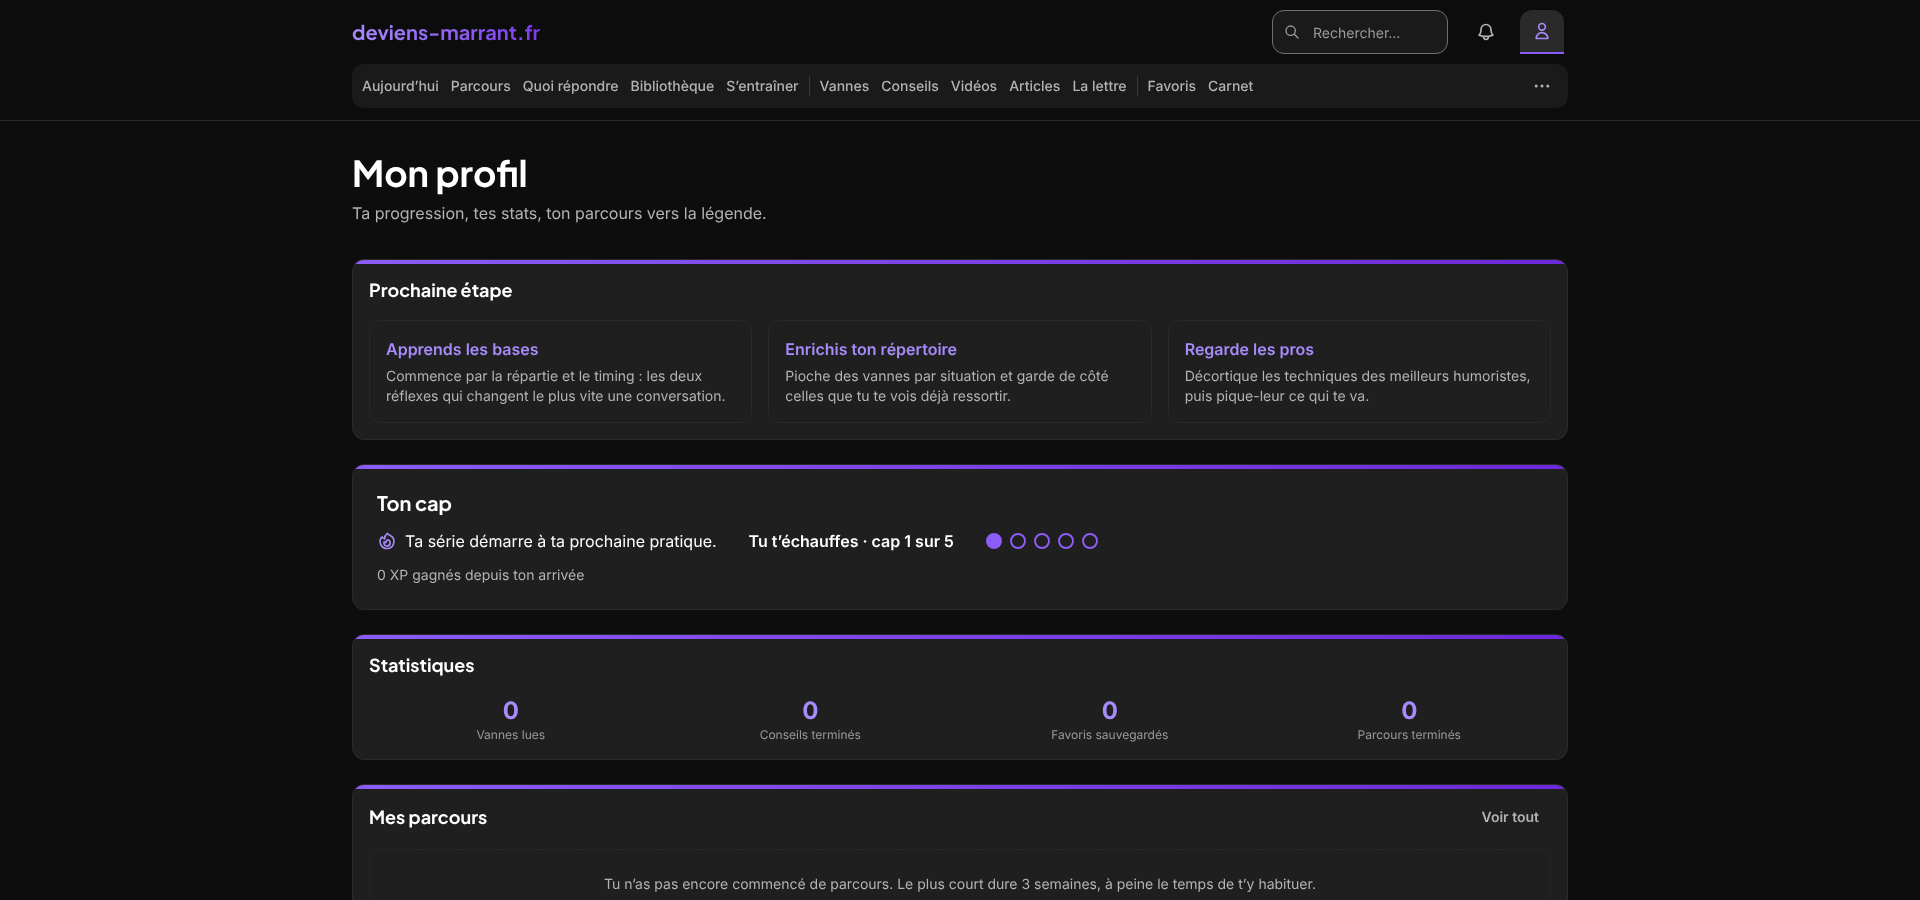 deviens-marrant.fr
Rechercher...
Aujourd’hui Parcours Quoi répondre Bibliothèque S’entraîner Vannes Conseils Vidéos Articles La lettre Favoris Carnet
Mon profil
Ta progression, tes stats, ton parcours vers la légende.
Prochaine étape
Apprends les bases
Commence par la répartie et le timing : les deux
réflexes qui changent le plus vite une conversation.
Enrichis ton répertoire
Pioche des vannes par situation et garde de côté
celles que tu te vois déjà ressortir.
Regarde les pros
Décortique les techniques des meilleurs humoristes,
puis pique-leur ce qui te va.
Ton cap
Ta série démarre à ta prochaine pratique. Tu t’échauffes · cap 1 sur 5
0 XP gagnés depuis ton arrivée
Statistiques
0
Vannes lues
0
Conseils terminés
0
Favoris sauvegardés
0
Parcours terminés
Mes parcours
Voir tout
Tu n’as pas encore commencé de parcours. Le plus court dure 3 semaines, à peine le temps de t’y habituer.